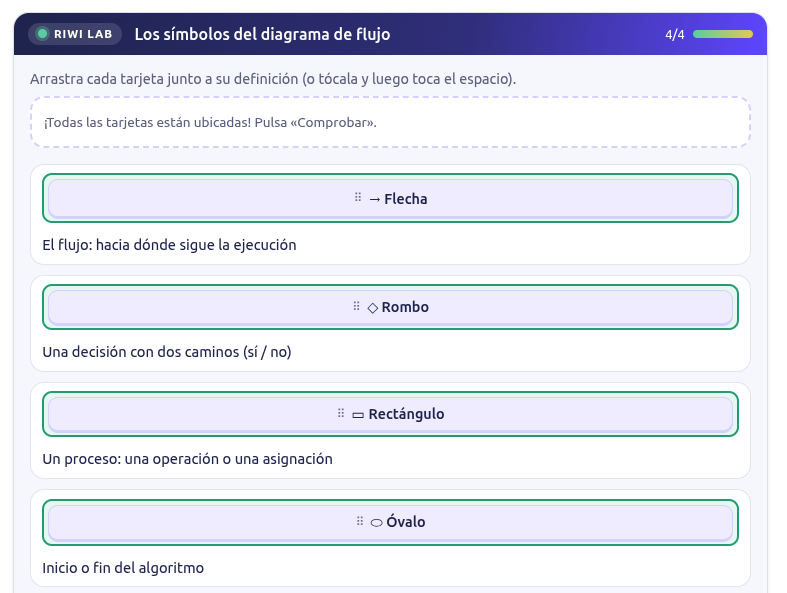 RIWI LAB
Los símbolos del diagrama de flujo
4/4
Arrastra cada tarjeta junto a su definición (o tócala y luego toca el espacio).
¡Todas las tarjetas están ubicadas! Pulsa «Comprobar».
→ Flecha
El flujo: hacia dónde sigue la ejecución
◇ Rombo
Una decisión con dos caminos (sí / no)
▭ Rectángulo
Un proceso: una operación o una asignación
⬭ Óvalo
Inicio o fin del algoritmo